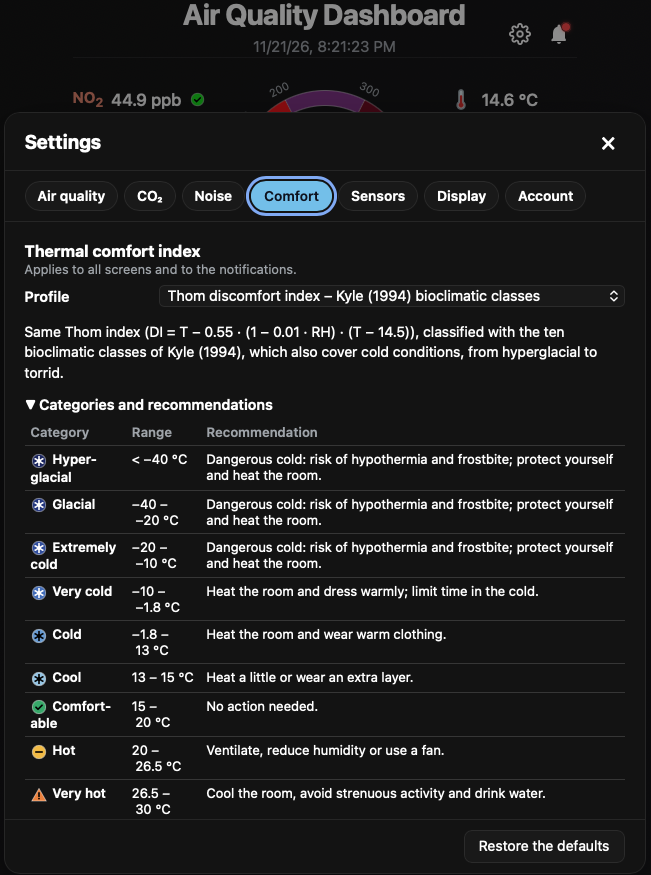 Air Quality Dashboard
11/21/26, 8:21:23 PM
NO₂ 44.9 ppb
200
300
14.6 °C
Settings
Air quality
CO₂
Noise
Comfort
Sensors
Display
Account
Thermal comfort index
Applies to all screens and to the notifications.
Profile
Thom discomfort index – Kyle (1994) bioclimatic classes
Same Thom index (DI = T − 0.55 · (1 − 0.01 · RH) · (T − 14.5)), classified with the ten
bioclimatic classes of Kyle (1994), which also cover cold conditions, from hyperglacial to
torrid.
▼ Categories and recommendations
Category Range Recommendation
Hyper- < −40 °C Dangerous cold: risk of hypothermia and frostbite; protect yourself
glacial and heat the room.
Glacial −40 – Dangerous cold: risk of hypothermia and frostbite; protect yourself
−20 °C and heat the room.
Extremely −20 – Dangerous cold: risk of hypothermia and frostbite; protect yourself
cold −10 °C and heat the room.
Very cold −10 – Heat the room and dress warmly; limit time in the cold.
−1.8 °C
Cold −1.8 – Heat the room and wear warm clothing.
13 °C
Cool 13 – 15 °C Heat a little or wear an extra layer.
Comfort- 15 – No action needed.
able 20 °C
Hot 20 – Ventilate, reduce humidity or use a fan.
26.5 °C
Very hot 26.5 – Cool the room, avoid strenuous activity and drink water.
30 °C
Restore the defaults